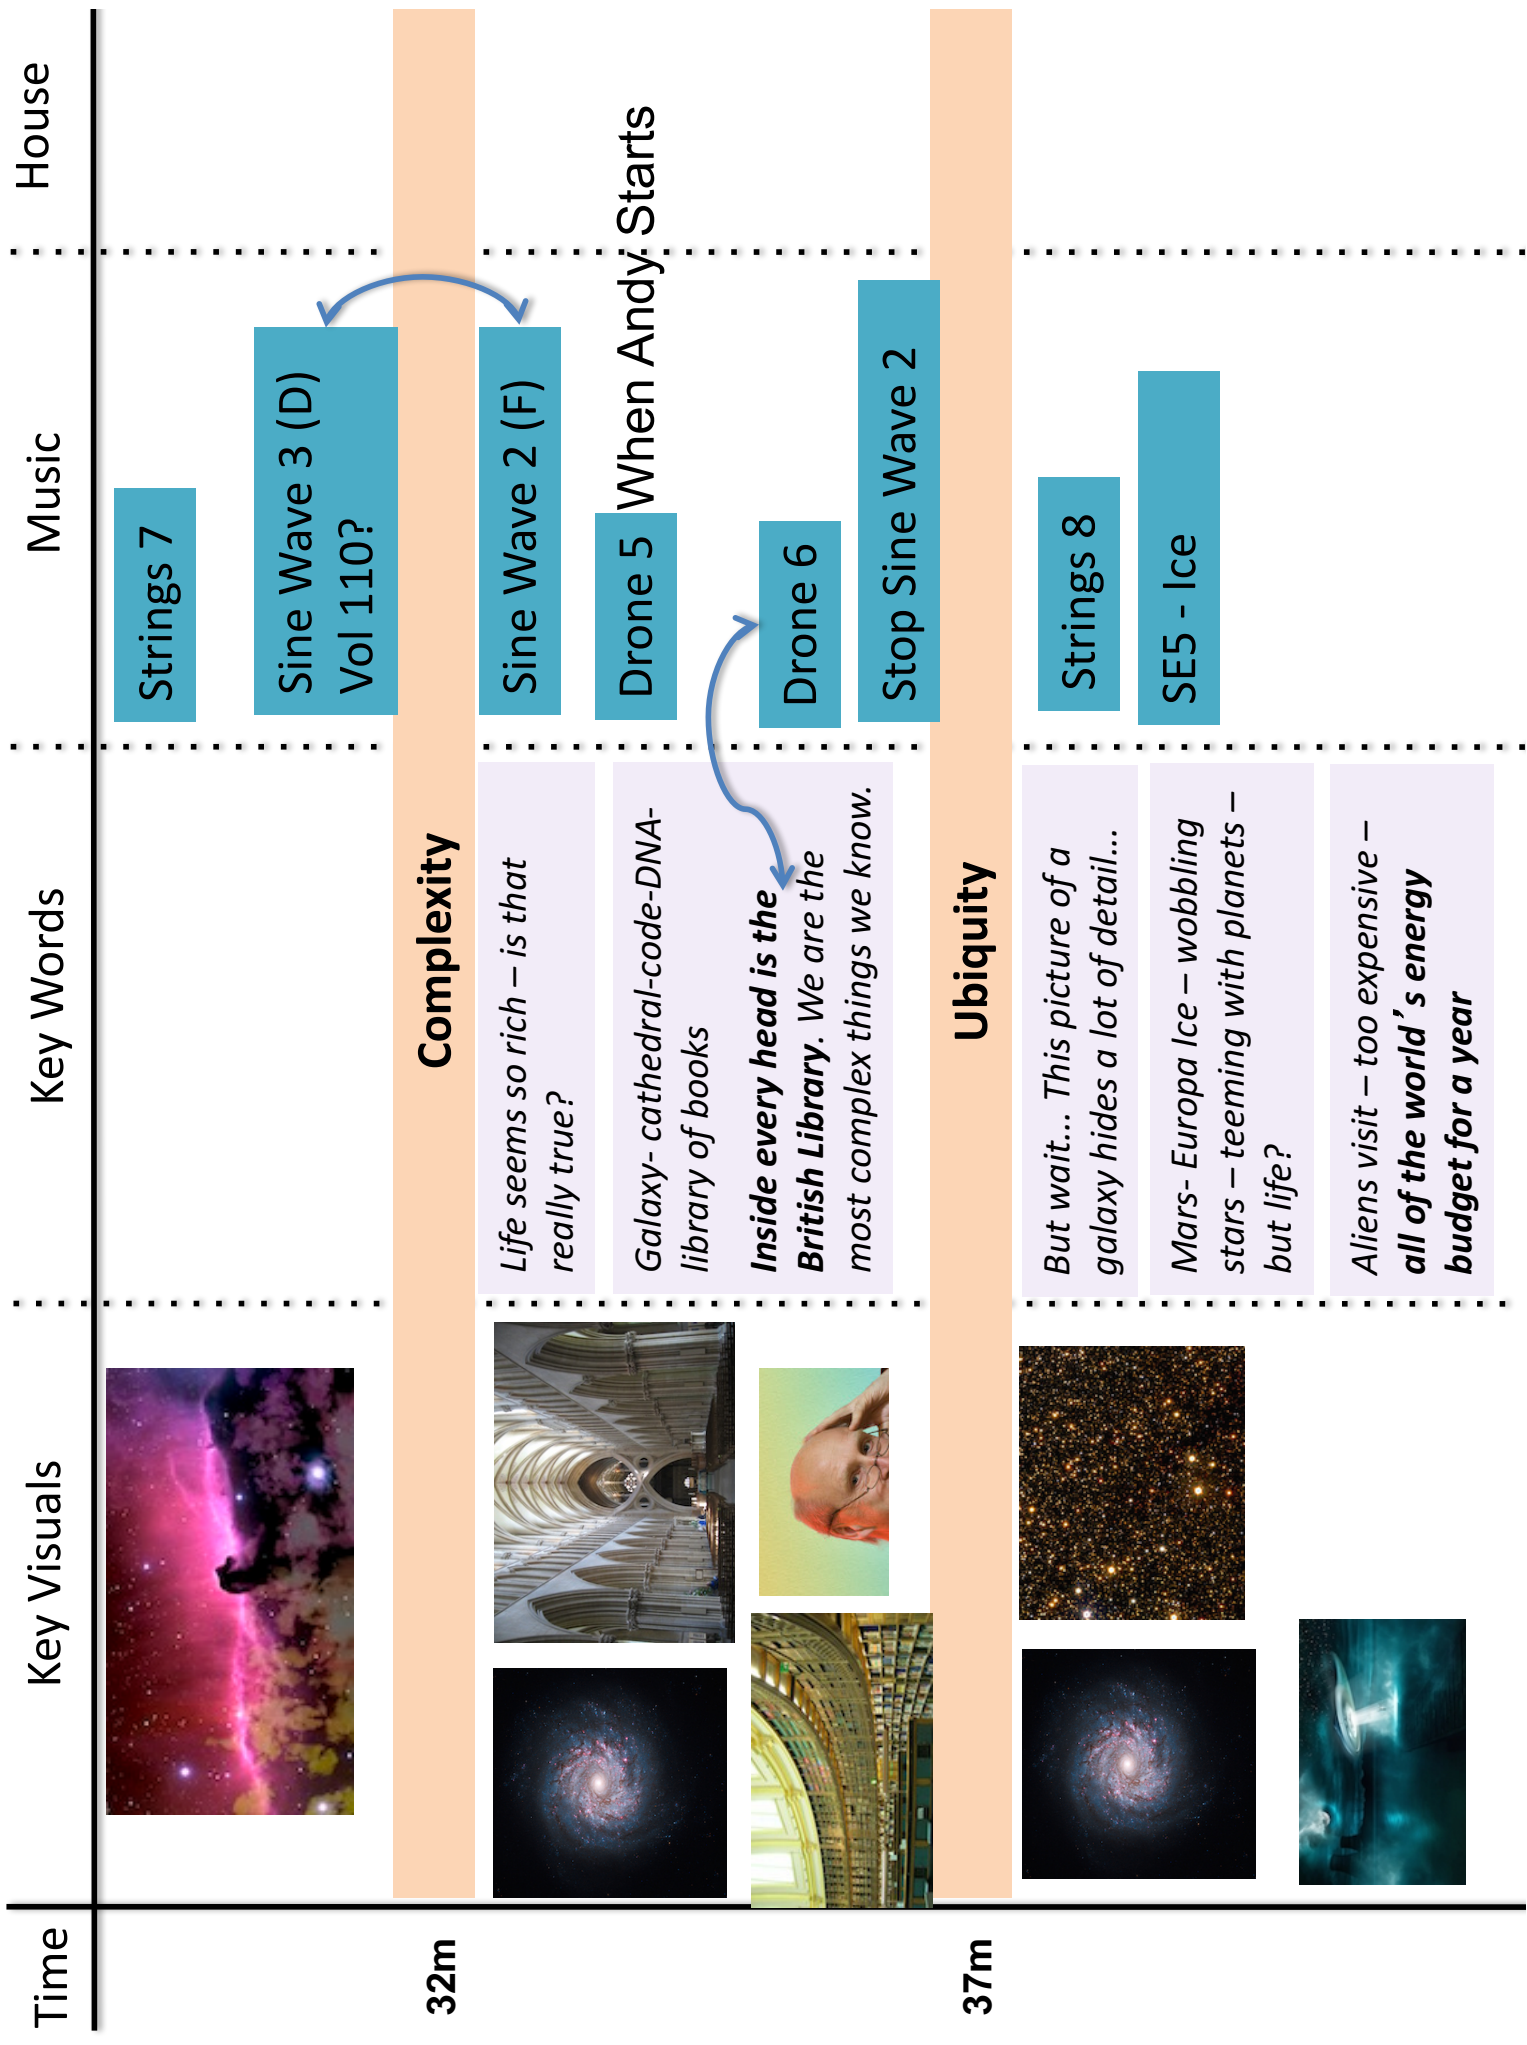 Time
Key Visuals
Key Words
Music
House
Strings 7
Sine Wave 3 (D)
Vol 110?
32m
Complexity
Life seems so rich – is that
really true?
Sine Wave 2 (F)
Galaxy- cathedral-code-DNA-
library of books
Drone 5
When Andy Starts
Inside every head is the
British Library. We are the
most complex things we know.
Drone 6
Stop Sine Wave 2
37m
Ubiquity
But wait... This picture of a
galaxy hides a lot of detail...
Strings 8
Mars- Europa Ice – wobbling
stars – teeming with planets –
but life?
SE5 - Ice
Aliens visit – too expensive –
all of the world’s energy
budget for a year